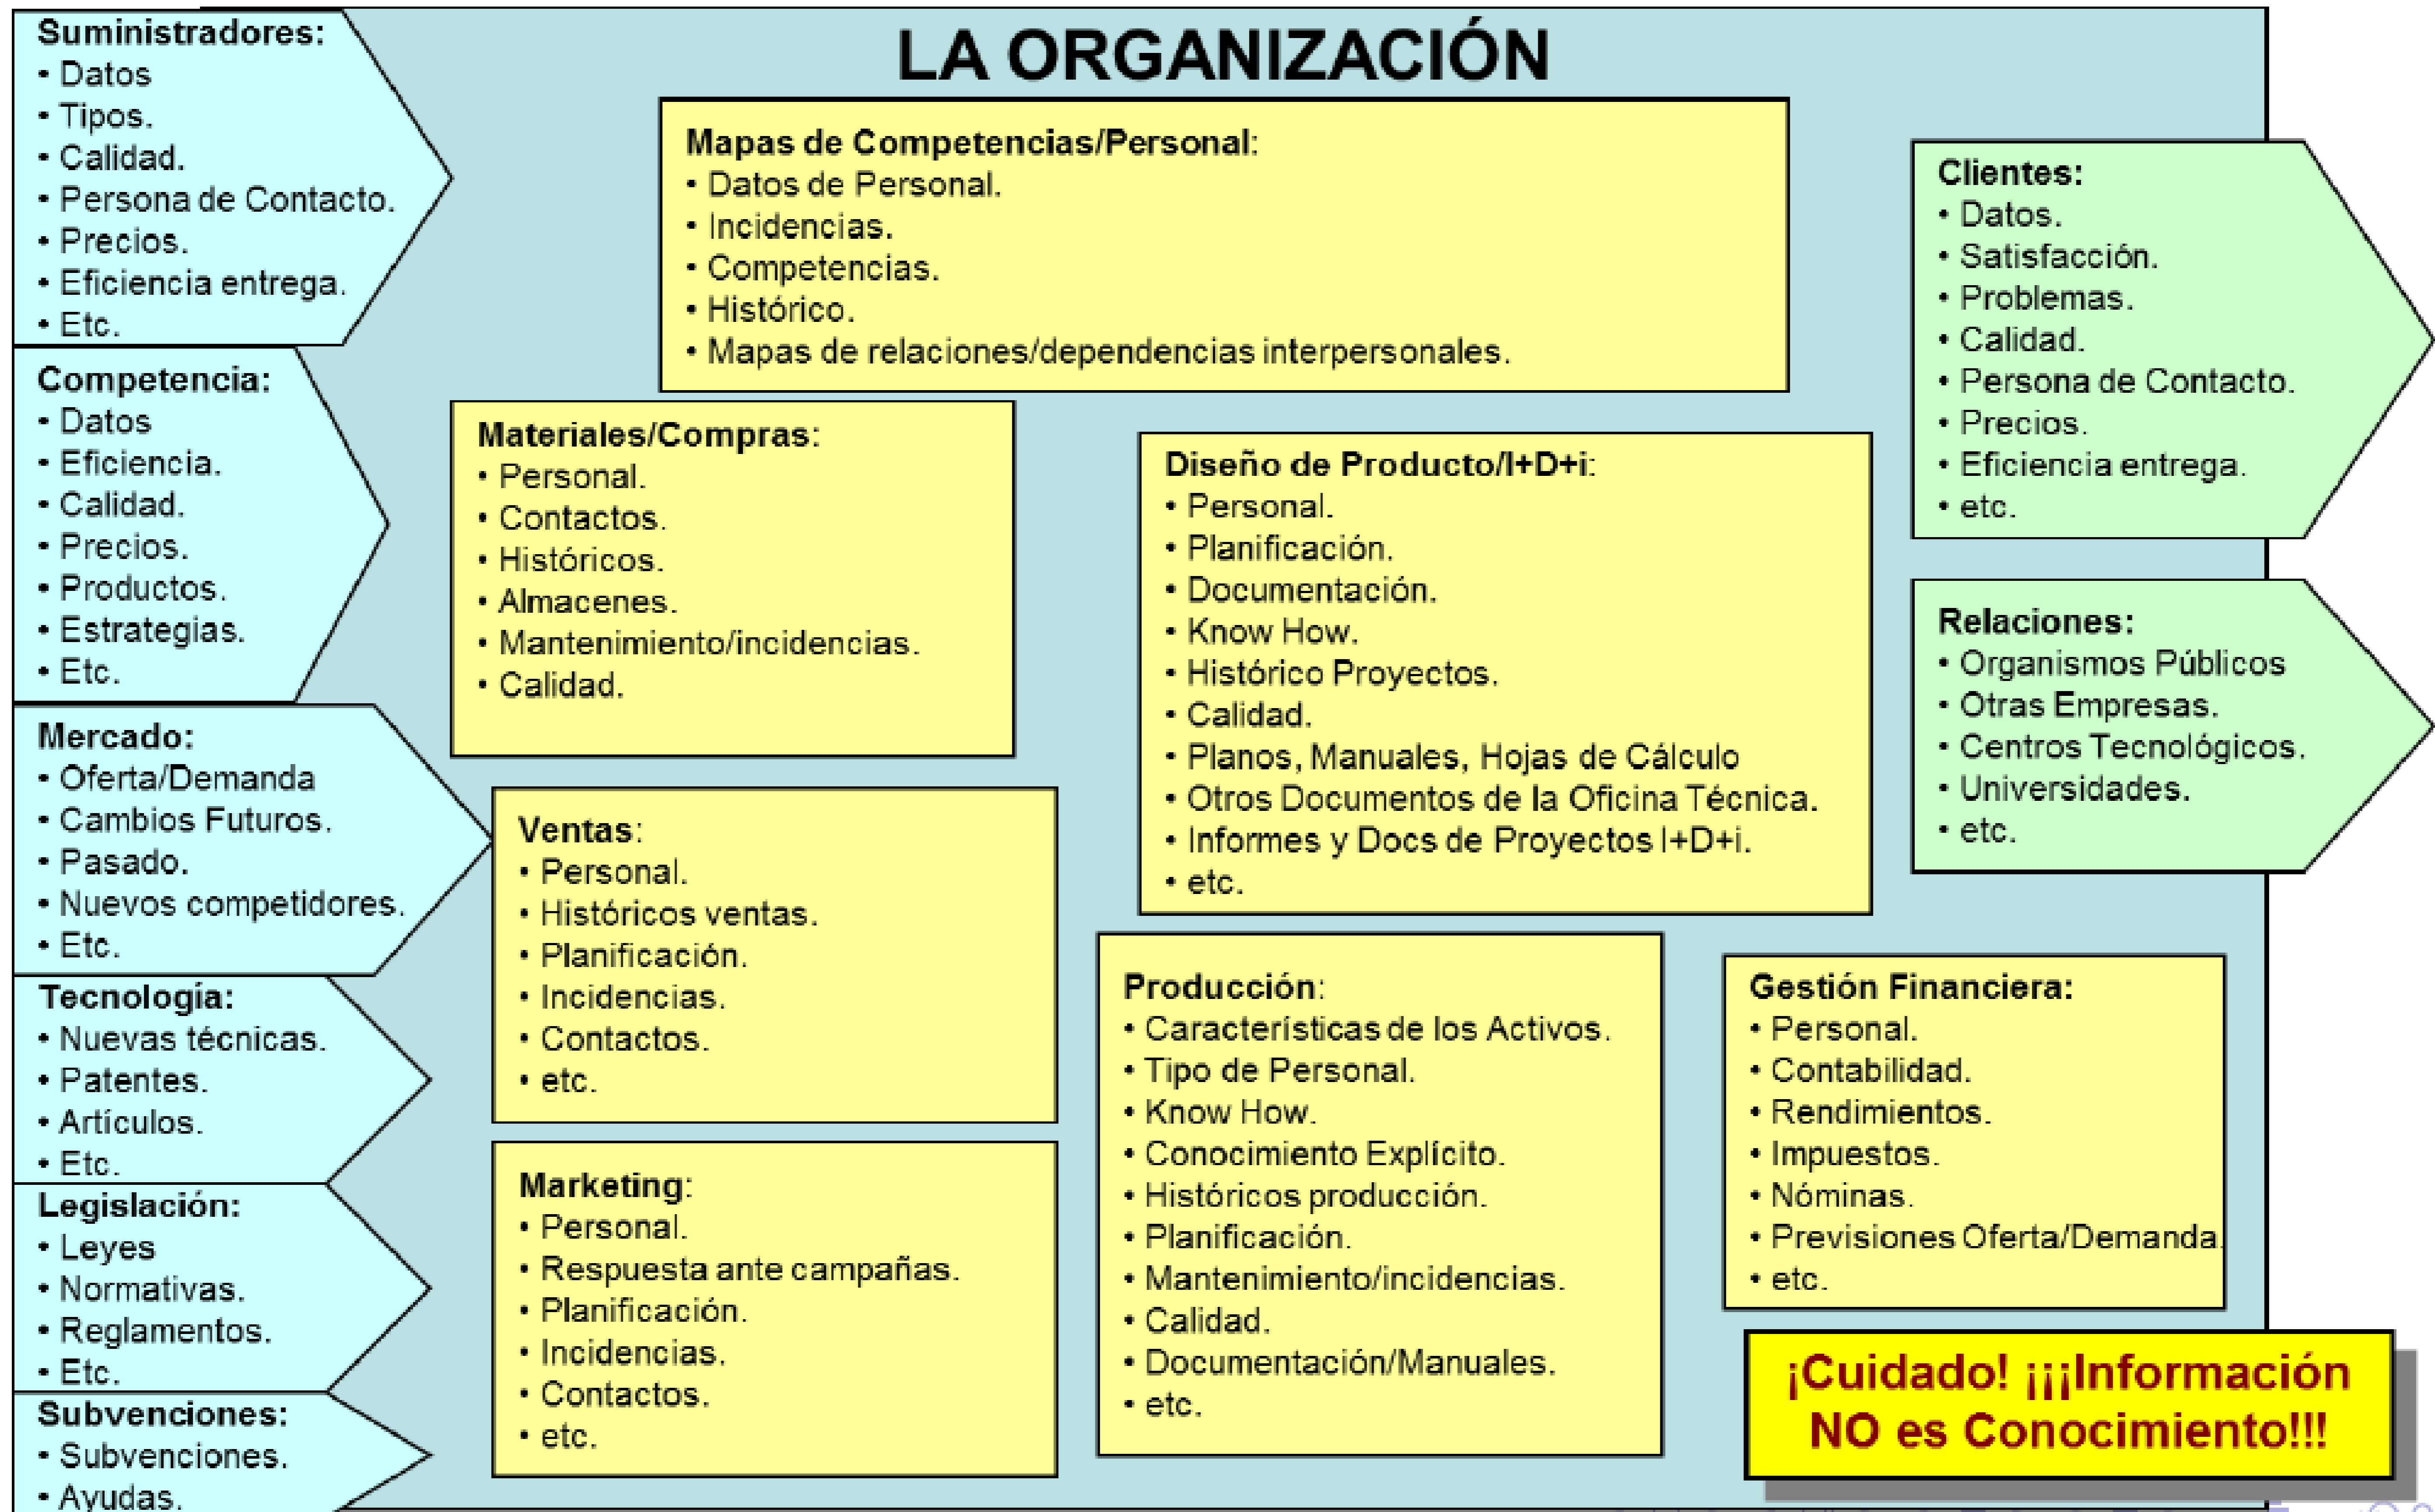 LA ORGANIZACIÓN
Suministradores:
• Datos
• Tipos.
• Calidad.
• Persona de Contacto.
• Precios.
• Eficiencia entrega.
• Etc.
Competencia:
• Datos
• Eficiencia.
• Calidad.
• Precios.
• Productos.
• Estrategias.
• Etc.
Mercado:
• Oferta/Demanda
• Cambios Futuros.
• Pasado.
• Nuevos competidores.
• Etc.
Tecnología:
• Nuevas técnicas.
• Patentes.
• Artículos.
• Etc.
Legislación:
• Leyes
• Normativas.
• Reglamentos.
• Etc.
Subvenciones:
• Subvenciones.
• Ayudas.
Mapas de Competencias/Personal:
• Datos de Personal.
• Incidencias.
• Competencias.
• Histórico.
• Mapas de relaciones/dependencias interpersonales.
Materiales/Compras:
• Personal.
• Contactos.
• Históricos.
• Almacenes.
• Mantenimiento/incidencias.
• Calidad.
Ventas:
• Personal.
• Históricos ventas.
• Planificación.
• Incidencias.
• Contactos.
• etc.
Marketing:
• Personal.
• Respuesta ante campañas.
• Planificación.
• Incidencias.
• Contactos.
• etc.
Diseño de Producto/I+D+i:
• Personal.
• Planificación.
• Documentación.
• Know How.
• Histórico Proyectos.
• Calidad.
• Planos, Manuales, Hojas de Cálculo
• Otros Documentos de la Oficina Técnica.
• Informes y Docs de Proyectos I+D+i.
• etc.
Producción:
• Características de los Activos.
• Tipo de Personal.
• Know How.
• Conocimiento Explícito.
• Históricos producción.
• Planificación.
• Mantenimiento/incidencias.
• Calidad.
• Documentación/Manuales.
• etc.
Gestión Financiera:
• Personal.
• Contabilidad.
• Rendimientos.
• Impuestos.
• Nóminas.
• Previsiones Oferta/Demanda.
• etc.
Clientes:
• Datos.
• Satisfacción.
• Problemas.
• Calidad.
• Persona de Contacto.
• Precios.
• Eficiencia entrega.
• etc.
Relaciones:
• Organismos Públicos
• Otras Empresas.
• Centros Tecnológicos.
• Universidades.
• etc.
¡Cuidado! ¡¡¡Información
NO es Conocimiento!!!